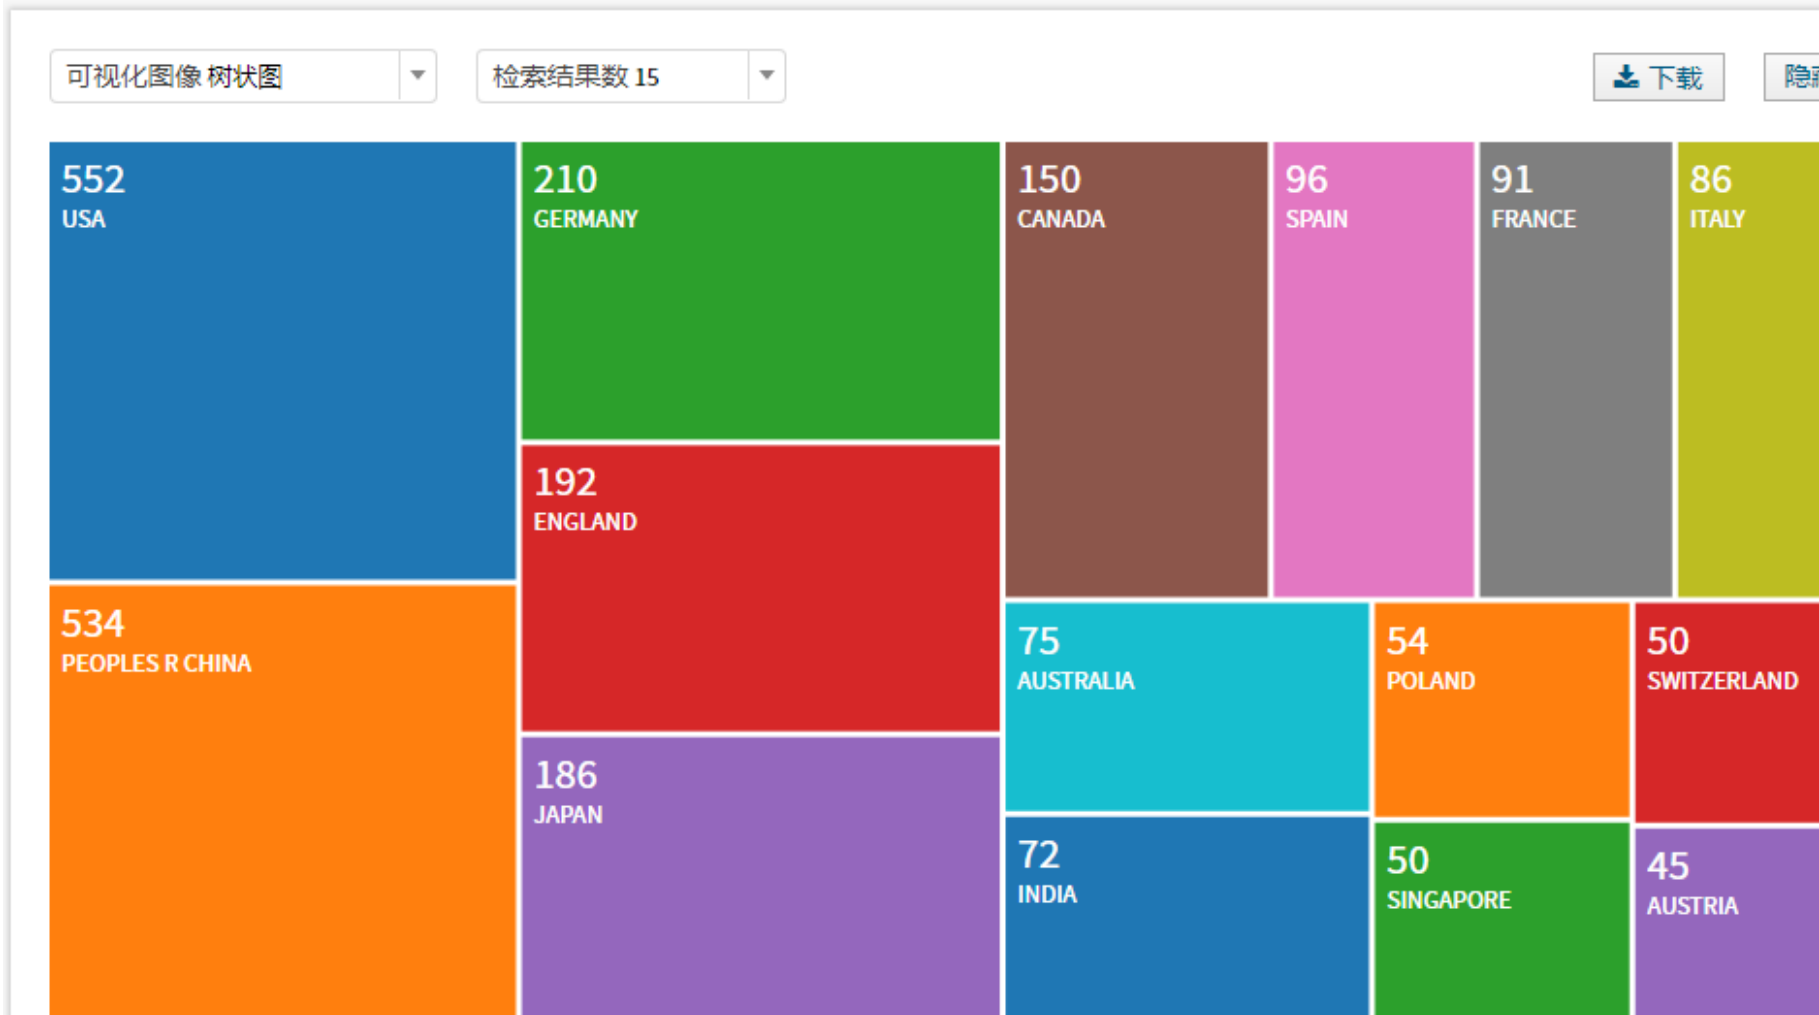 可视化图像 树状图
检索结果数 15
下载
隐
552
USA
210
GERMANY
150
CANADA
96
SPAIN
91
FRANCE
86
ITALY
192
ENGLAND
534
PEOPLES R CHINA
75
AUSTRALIA
54
POLAND
50
SWITZERLAND
186
JAPAN
72
INDIA
50
SINGAPORE
45
AUSTRIA